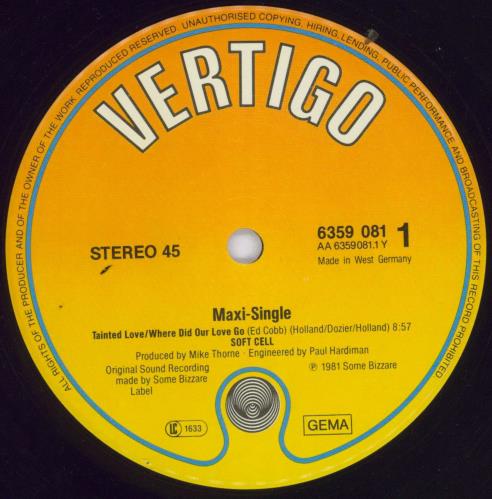 ALL RIGHTS OF THE PRODUCER AND OF THE OWNER OF THE WORK REPRODUCED RESERVED. UNAUTHORISED COPYING, HIRING, LENDING, PUBLIC PERFORMANCE AND BROADCASTING OF THIS RECORD PROHIBITED
VERTIGO
STEREO 45
6359 081 1
AA 6359 081.1 Y
Made in West Germany
Maxi-Single
Tainted Love/Where Did Our Love Go (Ed Cobb) (Holland/Dozier/Holland) 8:57
SOFT CELL
Produced by Mike Thorne · Engineered by Paul Hardiman
Original Sound Recording
made by Some Bizzare
Label
℗ 1981 Some Bizzare
LC 1633
GEMA